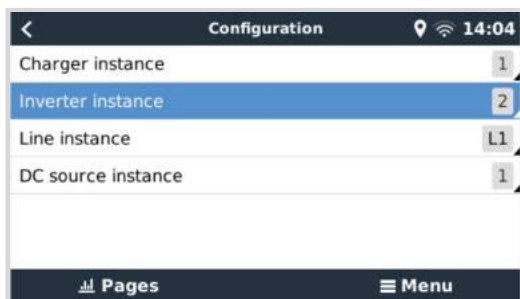 Configuration 14:04
Charger instance 1
Inverter instance 2
Line instance L1
DC source instance 1
Pages Menu